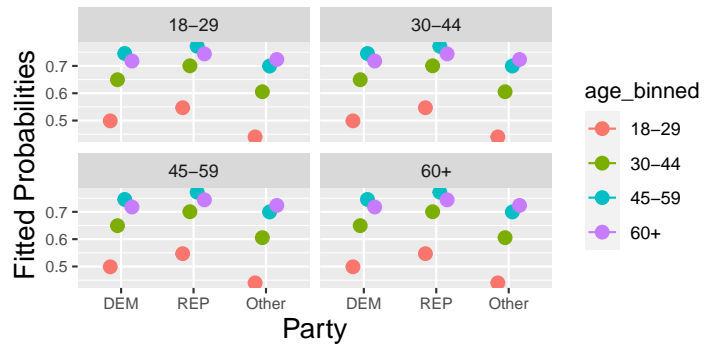 18−29
30−44
0.7
0.6
0.5
45−59
60+
0.7
0.6
0.5
DEM
REP
Other
DEM
REP
Other
Party
Fitted Probabilities
age_binned
18−29
30−44
45−59
60+